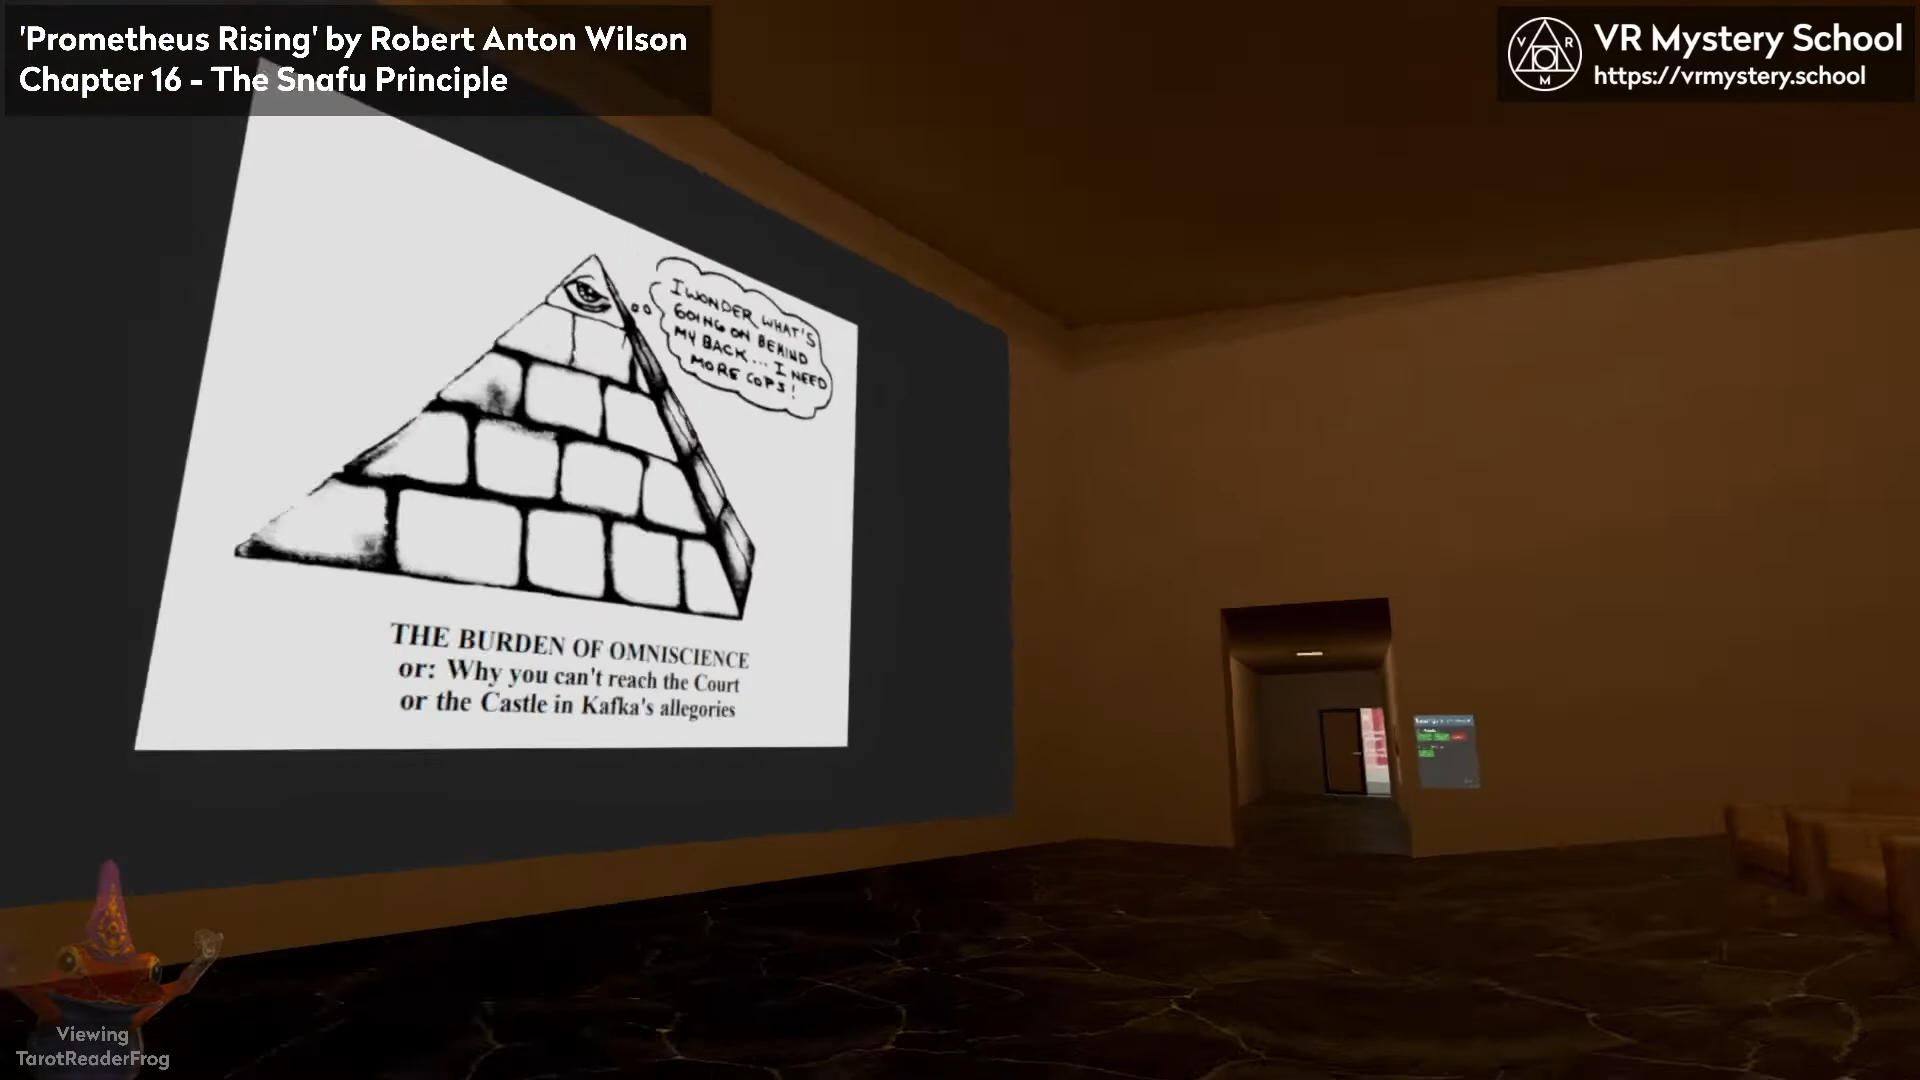 'Prometheus Rising' by Robert Anton Wilson
Chapter 16 - The Snafu Principle
V R
M
VR Mystery School
https://vrmystery.school
I WONDER WHAT'S
GOING ON BEHIND
MY BACK... I NEED
MORE COPS!
THE BURDEN OF OMNISCIENCE
or: Why you can't reach the Court
or the Castle in Kafka's allegories
Viewing
TarotReaderFrog